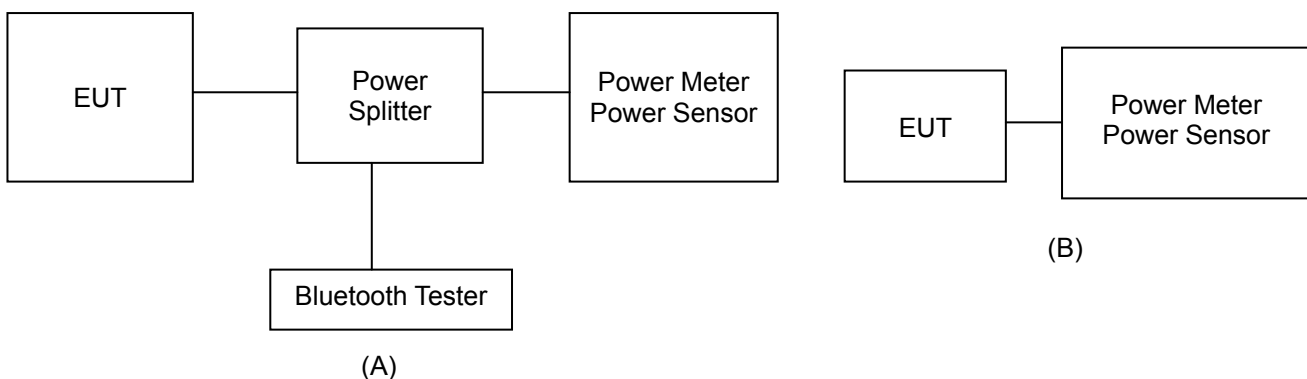 EUT
Power
Splitter
Power Meter
Power Sensor
Bluetooth Tester
(A)
EUT
Power Meter
Power Sensor
(B)